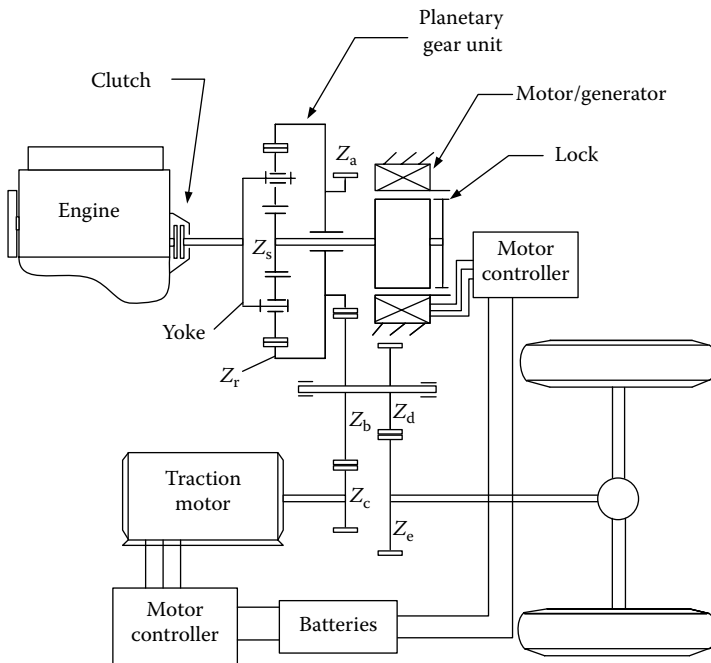 Planetary
gear unit
Clutch
Motor/generator
Z_a
Lock
Engine
Z_s
Motor
controller
Yoke
Z_r
Z_b
Z_d
Traction
motor
Z_c
Z_e
Motor
controller
Batteries